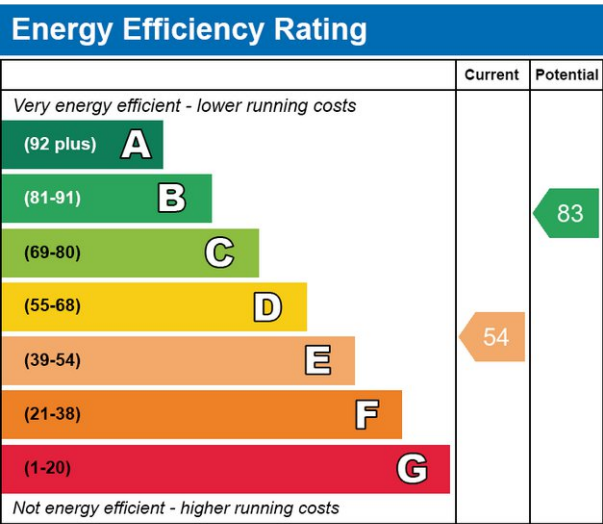 Energy Efficiency Rating
Current Potential
Very energy efficient - lower running costs
(92 plus) A
(81-91) B
83
(69-80) C
(55-68) D
54
(39-54) E
(21-38) F
(1-20) G
Not energy efficient - higher running costs